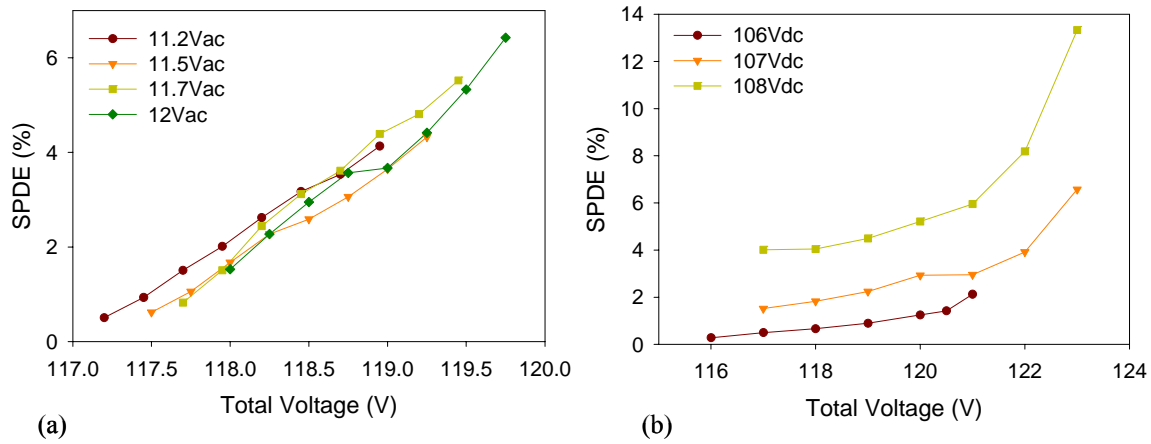 SPDE (%)
6
4
2
0
11.2Vac
11.5Vac
11.7Vac
12Vac
117.0 117.5 118.0 118.5 119.0 119.5 120.0
Total Voltage (V)
(a)
SPDE (%)
14
12
10
8
6
4
2
0
106Vdc
107Vdc
108Vdc
116 118 120 122 124
Total Voltage (V)
(b)